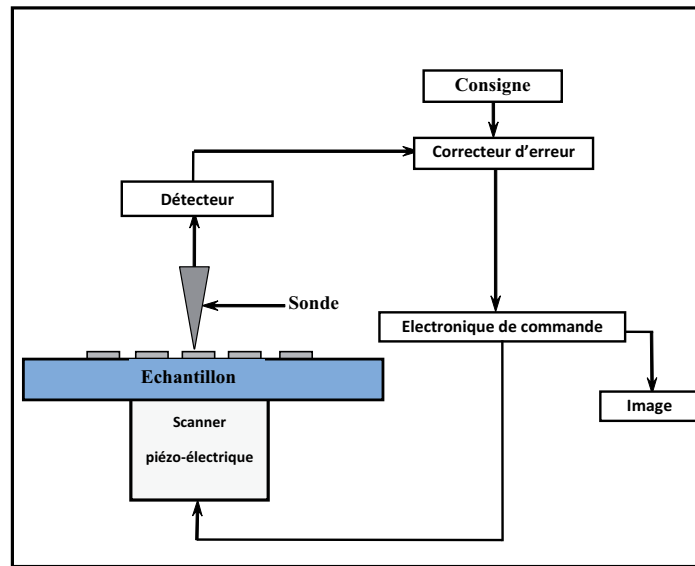 Consigne
Correcteur d’erreur
Détecteur
Sonde
Electronique de commande
Echantillon
Image
Scanner
piézo-électrique